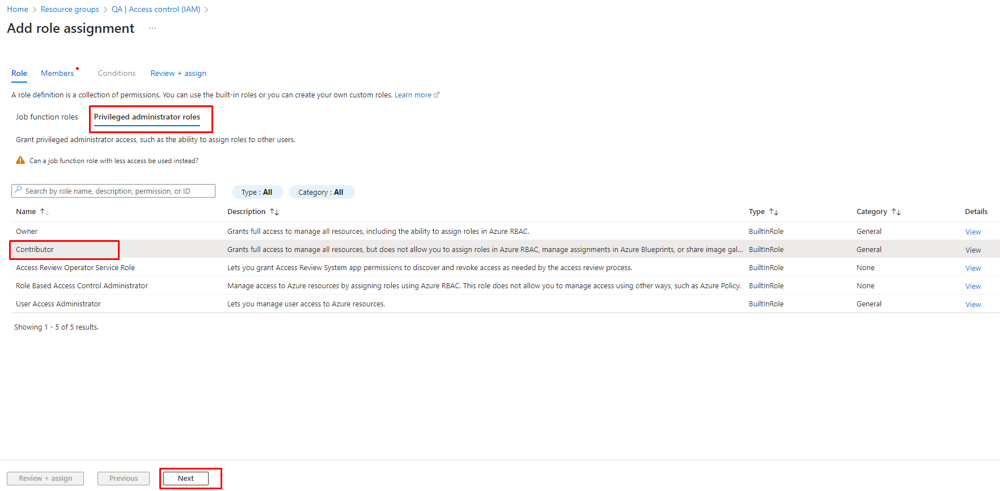 Home > Resource groups > QA | Access control (IAM) >
Add role assignment ...
Role Members Conditions Review + assign
A role definition is a collection of permissions. You can use the built-in roles or you can create your own custom roles. Learn more
Job function roles Privileged administrator roles
Grant privileged administrator access, such as the ability to assign roles to other users.
Can a job function role with less access be used instead?
Search by role name, description, permission, or ID Type : All Category : All
Name ↑↓ Description ↑↓ Type ↑↓ Category ↑↓ Details
Owner Grants full access to manage all resources, including the ability to assign roles in Azure RBAC. BuiltInRole General View
Contributor Grants full access to manage all resources, but does not allow you to assign roles in Azure RBAC, manage assignments in Azure Blueprints, or share image gal... BuiltInRole General View
Access Review Operator Service Role Lets you grant Access Review System app permissions to discover and revoke access as needed by the access review process. BuiltInRole None View
Role Based Access Control Administrator Manage access to Azure resources by assigning roles using Azure RBAC. This role does not allow you to manage access using other ways, such as Azure Policy. BuiltInRole None View
User Access Administrator Lets you manage user access to Azure resources. BuiltInRole General View
Showing 1 - 5 of 5 results.
Review + assign Previous Next